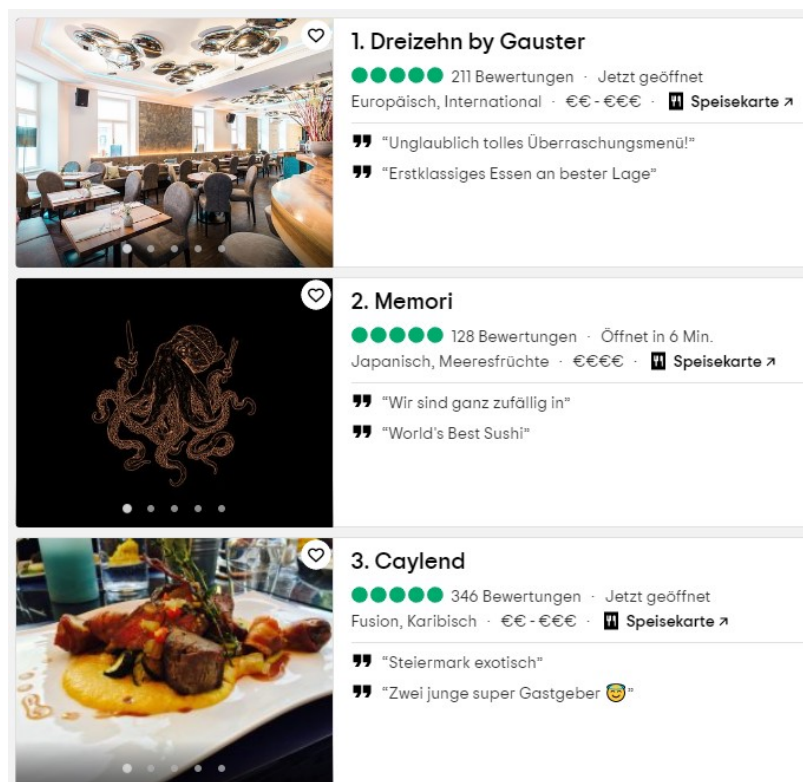 1. Dreizehn by Gauster
211 Bewertungen · Jetzt geöffnet
Europäisch, International · €€ - €€€ · Speisekarte ↗
“Unglaublich tolles Überraschungsmenü!”
“Erstklassiges Essen an bester Lage”
2. Memori
128 Bewertungen · Öffnet in 6 Min.
Japanisch, Meeresfrüchte · €€€€ · Speisekarte ↗
“Wir sind ganz zufällig in”
“World's Best Sushi”
3. Caylend
346 Bewertungen · Jetzt geöffnet
Fusion, Karibisch · €€ - €€€ · Speisekarte ↗
“Steiermark exotisch”
“Zwei junge super Gastgeber 😇”